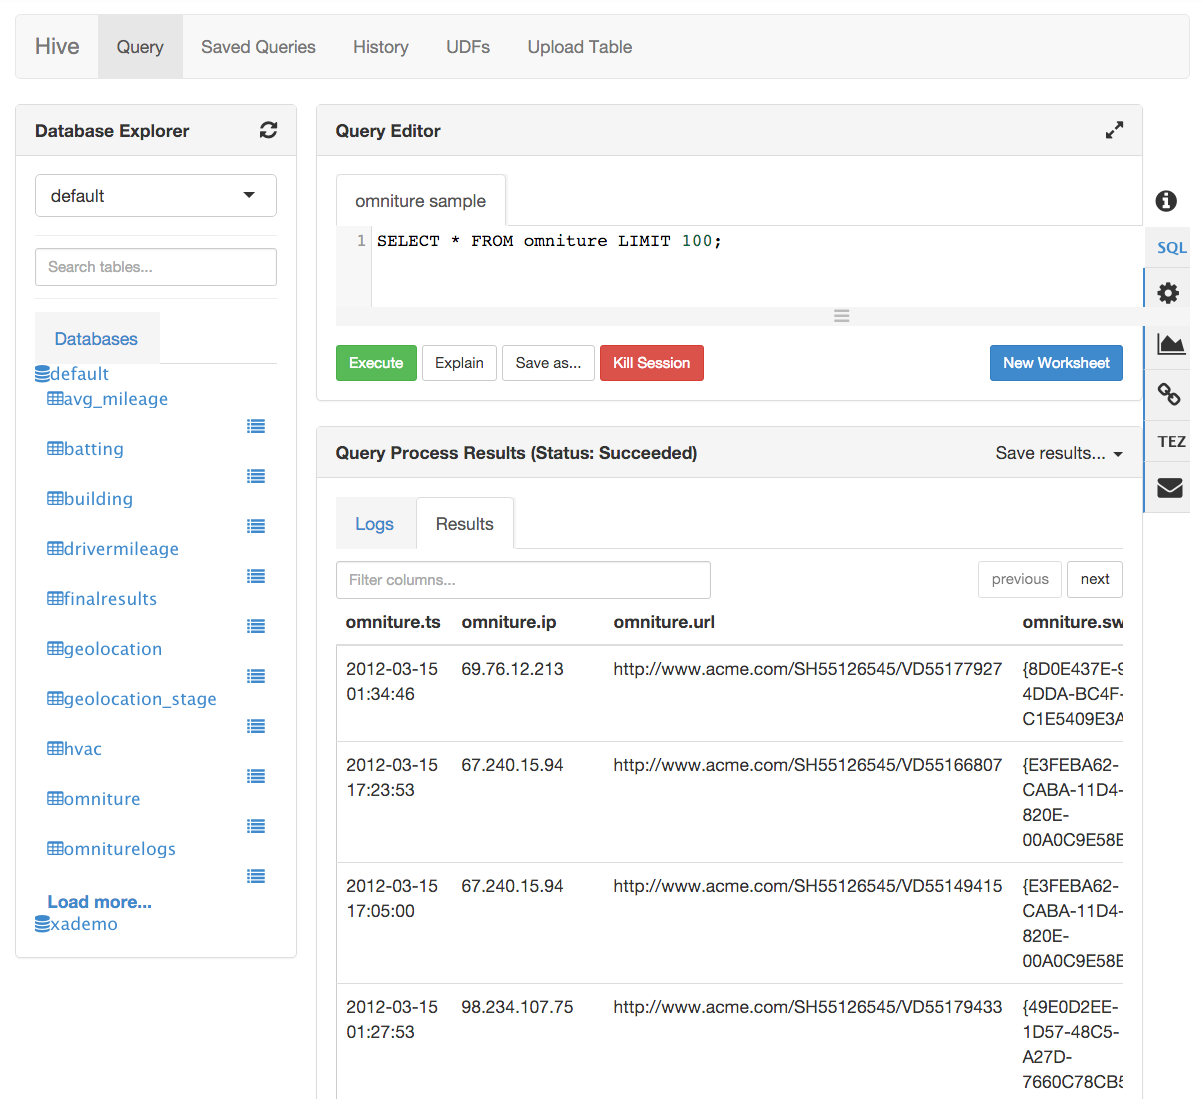 Hive Query Saved Queries History UDFs Upload Table
Database Explorer
default
Search tables...
Databases
default
avg_mileage
batting
building
drivermileage
finalresults
geolocation
geolocation_stage
hvac
omniture
omniturelogs
Load more...
xademo
Query Editor
omniture sample
1 SELECT * FROM omniture LIMIT 100;
Execute Explain Save as... Kill Session New Worksheet
SQL
TEZ
Query Process Results (Status: Succeeded) Save results...
Logs Results
Filter columns... previous next
omniture.ts omniture.ip omniture.url omniture.sw
2012-03-15 69.76.12.213 http://www.acme.com/SH55126545/VD55177927 {8D0E437E-9
01:34:46 4DDA-BC4F-
C1E5409E3A
2012-03-15 67.240.15.94 http://www.acme.com/SH55126545/VD55166807 {E3FEBA62-
17:23:53 CABA-11D4-
820E-
00A0C9E58E
2012-03-15 67.240.15.94 http://www.acme.com/SH55126545/VD55149415 {E3FEBA62-
17:05:00 CABA-11D4-
820E-
00A0C9E58E
2012-03-15 98.234.107.75 http://www.acme.com/SH55126545/VD55179433 {49E0D2EE-
01:27:53 1D57-48C5-
A27D-
7660C78CB5